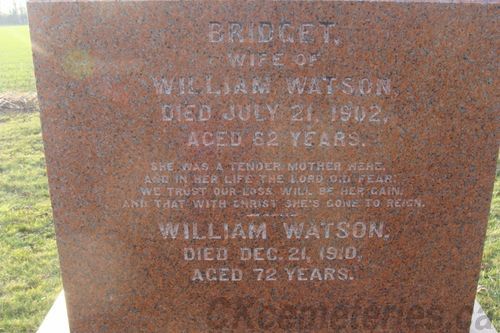 BRIDGET,
WIFE OF
WILLIAM WATSON
DIED JULY 21, 1902,
AGED 62 YEARS.
SHE WAS A TENDER MOTHER HERE,
AND IN HER LIFE THE LORD DID FEAR;
WE TRUST OUR LOSS WILL BE HER GAIN,
AND THAT WITH CHRIST SHE'S GONE TO REIGN.
WILLIAM WATSON,
DIED DEC. 21, 1910,
AGED 72 YEARS.
CKcemeteries.ca